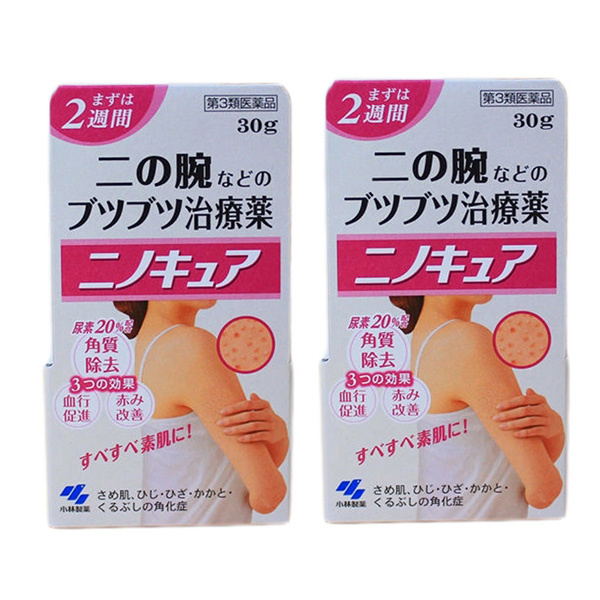 まずは
2週間
第3類医薬品
30g
二の腕などの
ブツブツ治療薬
ニノキュア
尿素20%配合
角質
除去
3つの効果
血行
促進
赤み
改善
すべすべ素肌に!
小林製薬
さめ肌、ひじ・ひざ・かかと・
くるぶしの角化症
まずは
2週間
第3類医薬品
30g
二の腕などの
ブツブツ治療薬
ニノキュア
尿素20%配合
角質
除去
3つの効果
血行
促進
赤み
改善
すべすべ素肌に!
小林製薬
さめ肌、ひじ・ひざ・かかと・
くるぶしの角化症